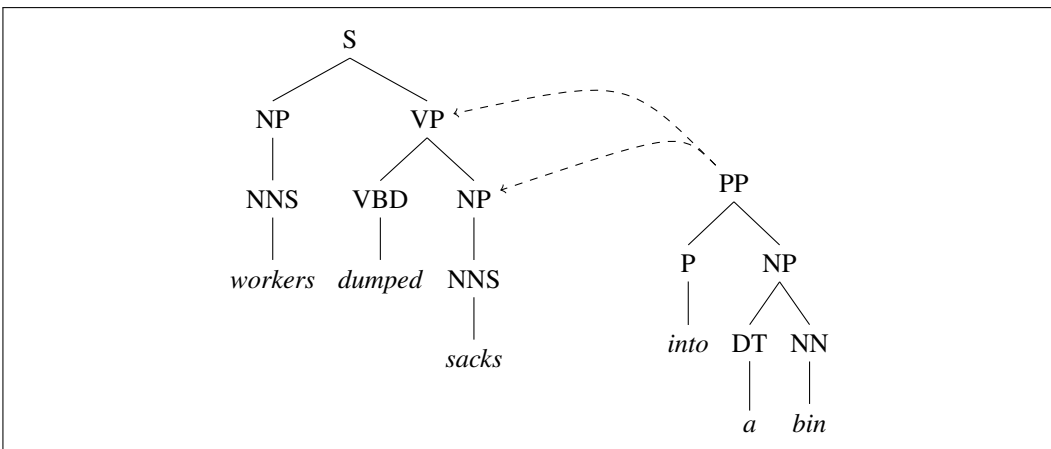 S
NP VP
PP
NNS VBD NP
P NP
workers dumped NNS
into DT NN
sacks
a bin